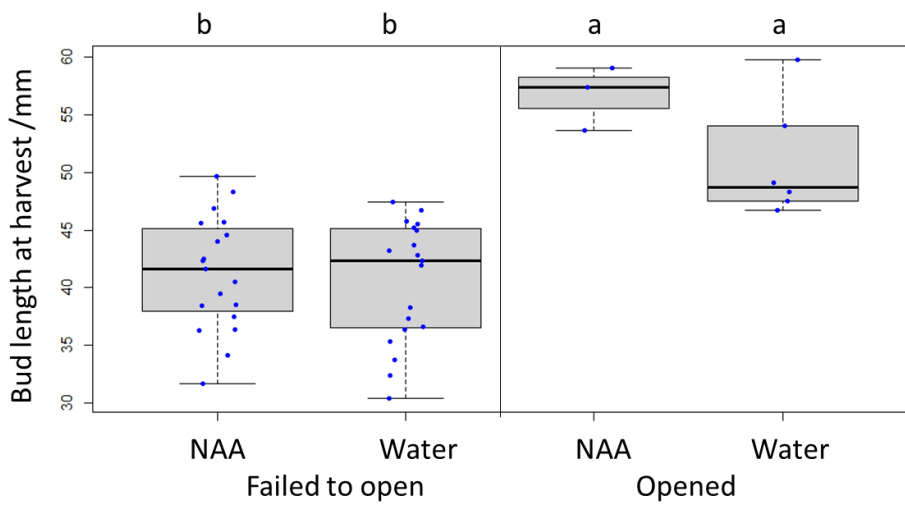 b b a a
Bud length at harvest /mm
60
55
50
45
40
35
30
NAA Water NAA Water
Failed to open Opened